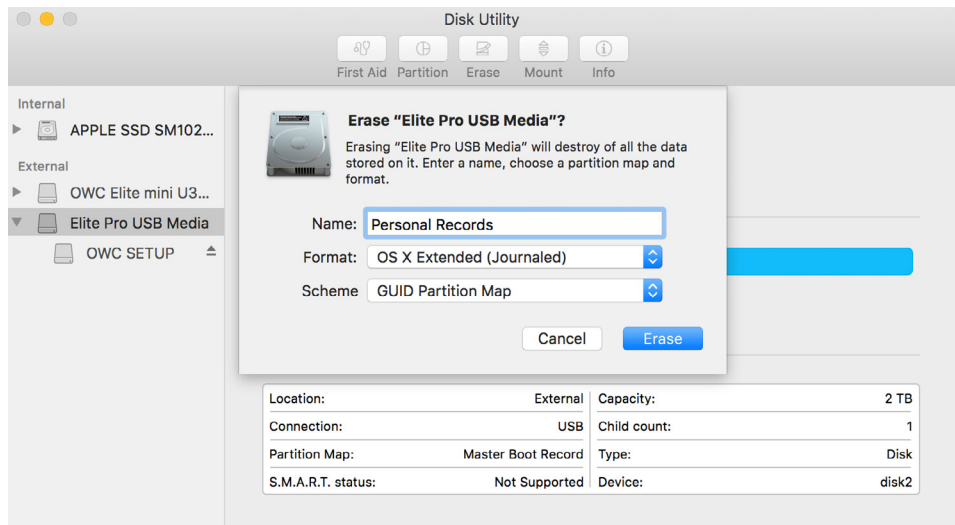 Disk Utility
First Aid
Partition
Erase
Mount
Info
Internal
APPLE SSD SM102...
External
OWC Elite mini U3...
Elite Pro USB Media
OWC SETUP
Erase “Elite Pro USB Media”?
Erasing “Elite Pro USB Media” will destroy of all the data
stored on it. Enter a name, choose a partition map and
format.
Name: Personal Records
Format: OS X Extended (Journaled)
Scheme GUID Partition Map
Cancel
Erase
Location: External Capacity: 2 TB
Connection: USB Child count: 1
Partition Map: Master Boot Record Type: Disk
S.M.A.R.T. status: Not Supported Device: disk2